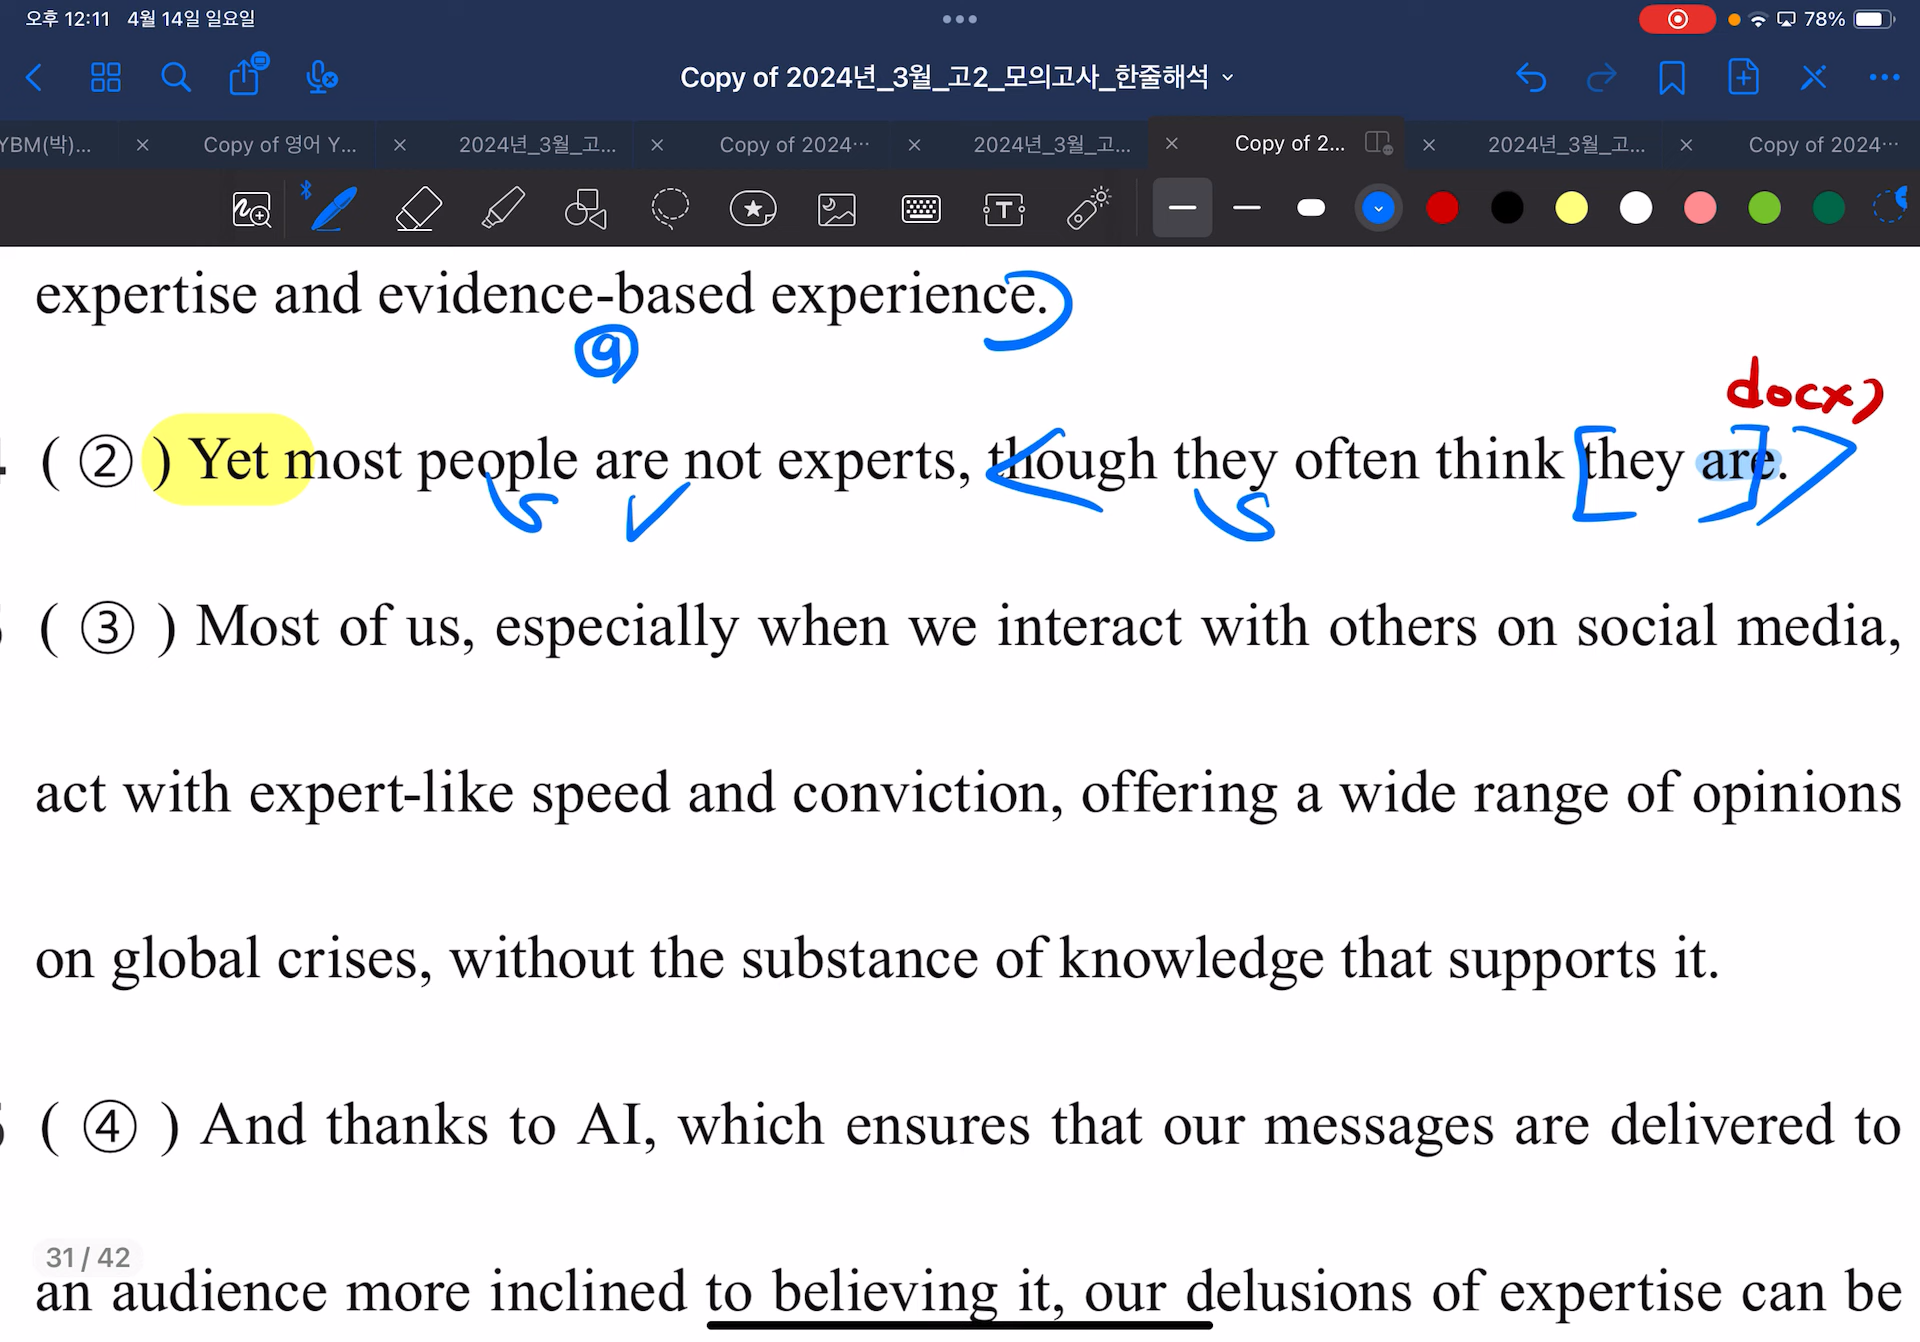 오후 12:11 4월 14일 일요일
78%
Copy of 2024년_3월_고2_모의고사_한줄해석
YBM(박)...
Copy of 영어 Y...
2024년_3월_고...
Copy of 2024...
2024년_3월_고...
Copy of 2...
2024년_3월_고...
Copy of 2024...
expertise and evidence-based experience.
docx)
( ② ) Yet most people are not experts, though they often think they are.
S V S
( ③ ) Most of us, especially when we interact with others on social media,
act with expert-like speed and conviction, offering a wide range of opinions
on global crises, without the substance of knowledge that supports it.
( ④ ) And thanks to AI, which ensures that our messages are delivered to
31 / 42
an audience more inclined to believing it, our delusions of expertise can be